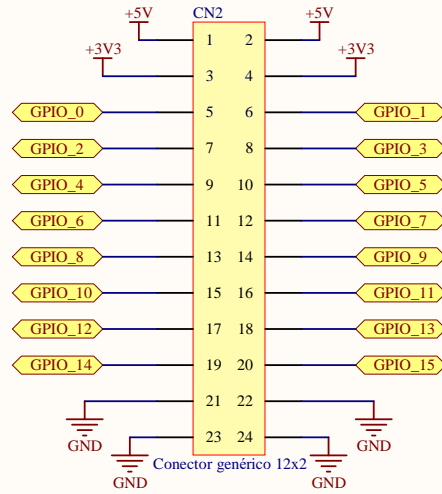 +5V CN2 +5V
1 2
+3V3 +3V3
3 4
GPIO_0 5 6 GPIO_1
GPIO_2 7 8 GPIO_3
GPIO_4 9 10 GPIO_5
GPIO_6 11 12 GPIO_7
GPIO_8 13 14 GPIO_9
GPIO_10 15 16 GPIO_11
GPIO_12 17 18 GPIO_13
GPIO_14 19 20 GPIO_15
21 22
GND 23 24 GND
Conector genérico 12x2
GND GND